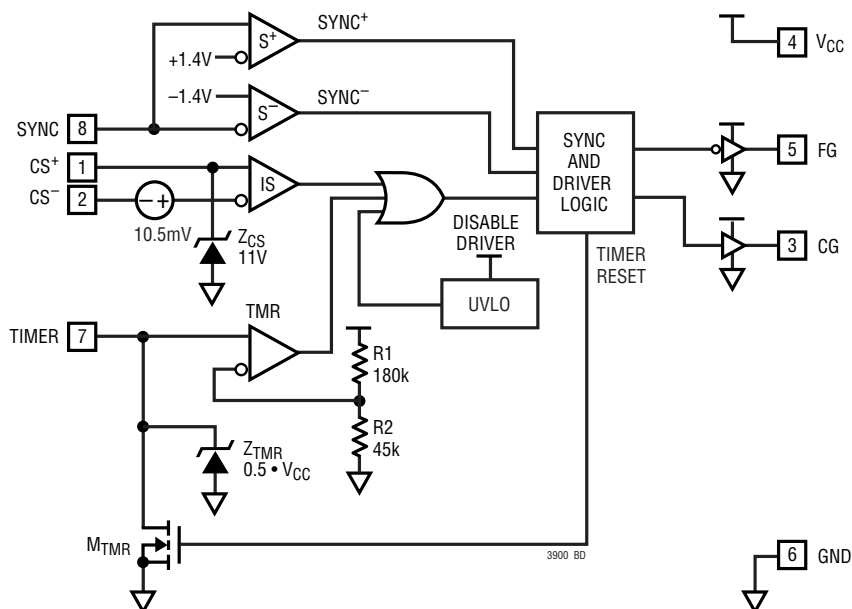 SYNC⁺
S⁺
+1.4V
4
V_CC
–1.4V
SYNC⁻
S⁻
SYNC
8
SYNC
AND
DRIVER
LOGIC
5
FG
CS⁺
1
IS
CS⁻
2
–+
10.5mV
Z_CS
11V
DISABLE
DRIVER
TIMER
RESET
3
CG
UVLO
TMR
TIMER
7
R1
180k
R2
45k
Z_TMR
0.5 • V_CC
M_TMR
3900 BD
6
GND